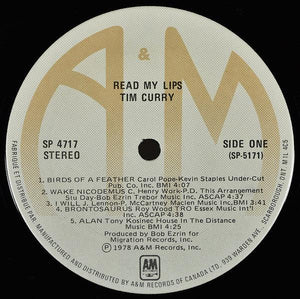 A & M
READ MY LIPS
TIM CURRY
SP 4717
STEREO
SIDE ONE
(SP-5171)
1. BIRDS OF A FEATHER Carol Pope-Kevin Staples Under-Cut
Pub. Co. Inc. BMI 4:07
2. WAKE NICODEMUS C. Henry Work-P.D. This Arrangement
Stu Day-Bob Ezrin Trebor Music Inc. ASCAP 4:37
3. I WILL J. Lennon-P. McCartney Maclen Music Inc.-BMI 3:41
4. BRONTOSAURUS Roy Wood TRO Essex Music Int'l
Inc. ASCAP 4:38
5. ALAN Tony Kosinec House In The Distance
Music BMI 4:25
Produced by Bob Ezrin for
Migration Records, Inc.
℗ 1978 A&M Records, Inc.
A&M
RECORDS
FABRIQUÉ ET DISTRIBUÉ PAR MANUFACTURED AND DISTRIBUTED BY A&M RECORDS OF CANADA LTD. 939 WARDEN AVE. SCARBOROUGH, ONT. M1L 4C5